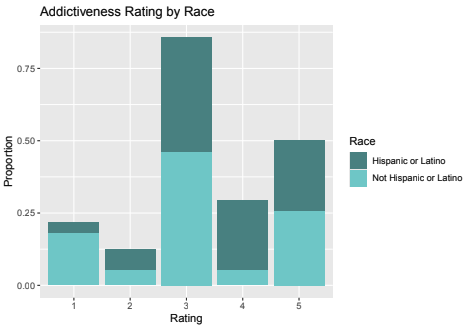 Addictiveness Rating by Race
Proportion
0.75
0.50
0.25
0.00
1 2 3 4 5
Rating
Race
Hispanic or Latino
Not Hispanic or Latino